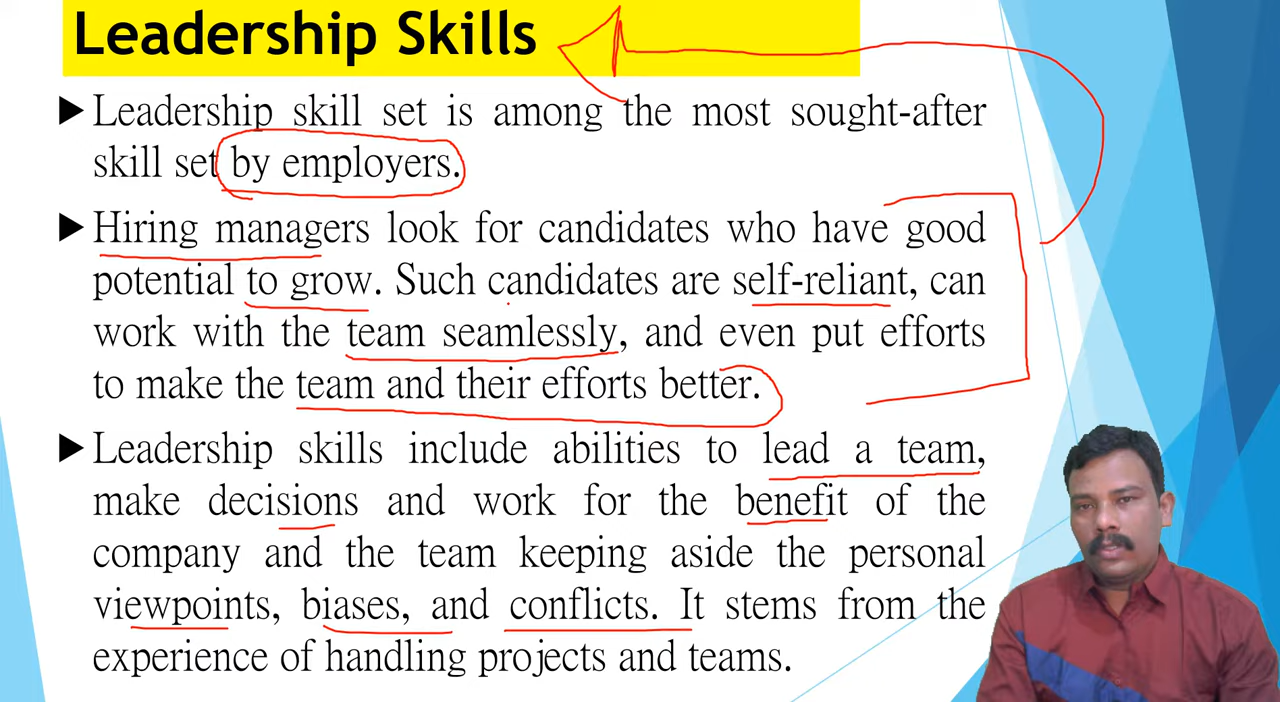 Leadership Skills
Leadership skill set is among the most sought-after
skill set by employers.
Hiring managers look for candidates who have good
potential to grow. Such candidates are self-reliant, can
work with the team seamlessly, and even put efforts
to make the team and their efforts better.
Leadership skills include abilities to lead a team,
make decisions and work for the benefit of the
company and the team keeping aside the personal
viewpoints, biases, and conflicts. It stems from the
experience of handling projects and teams.